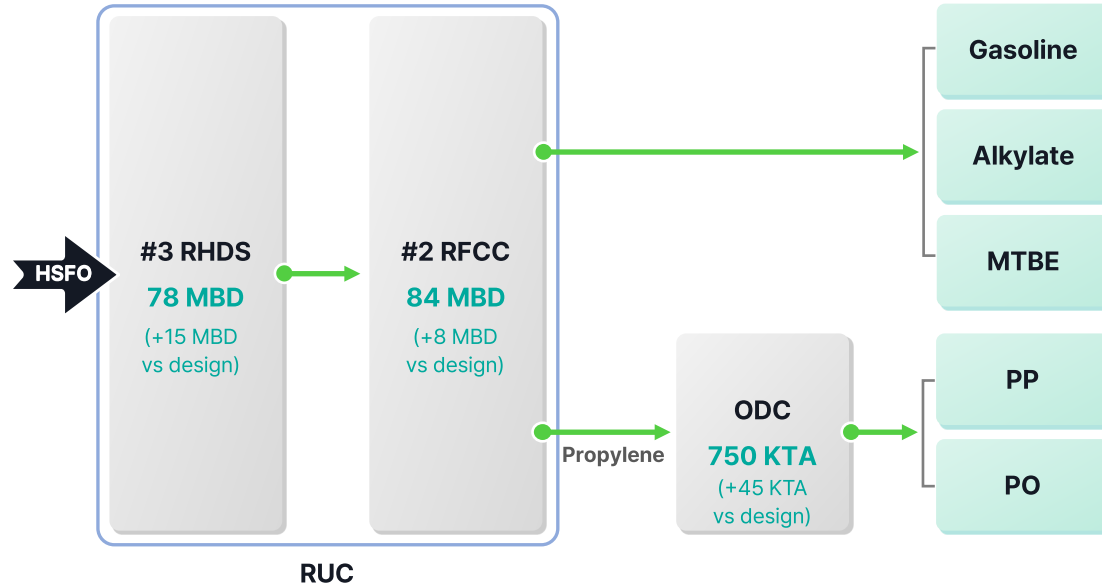 HSFO
#3 RHDS
78 MBD
(+15 MBD
vs design)
#2 RFCC
84 MBD
(+8 MBD
vs design)
RUC
Propylene
ODC
750 KTA
(+45 KTA
vs design)
Gasoline
Alkylate
MTBE
PP
PO